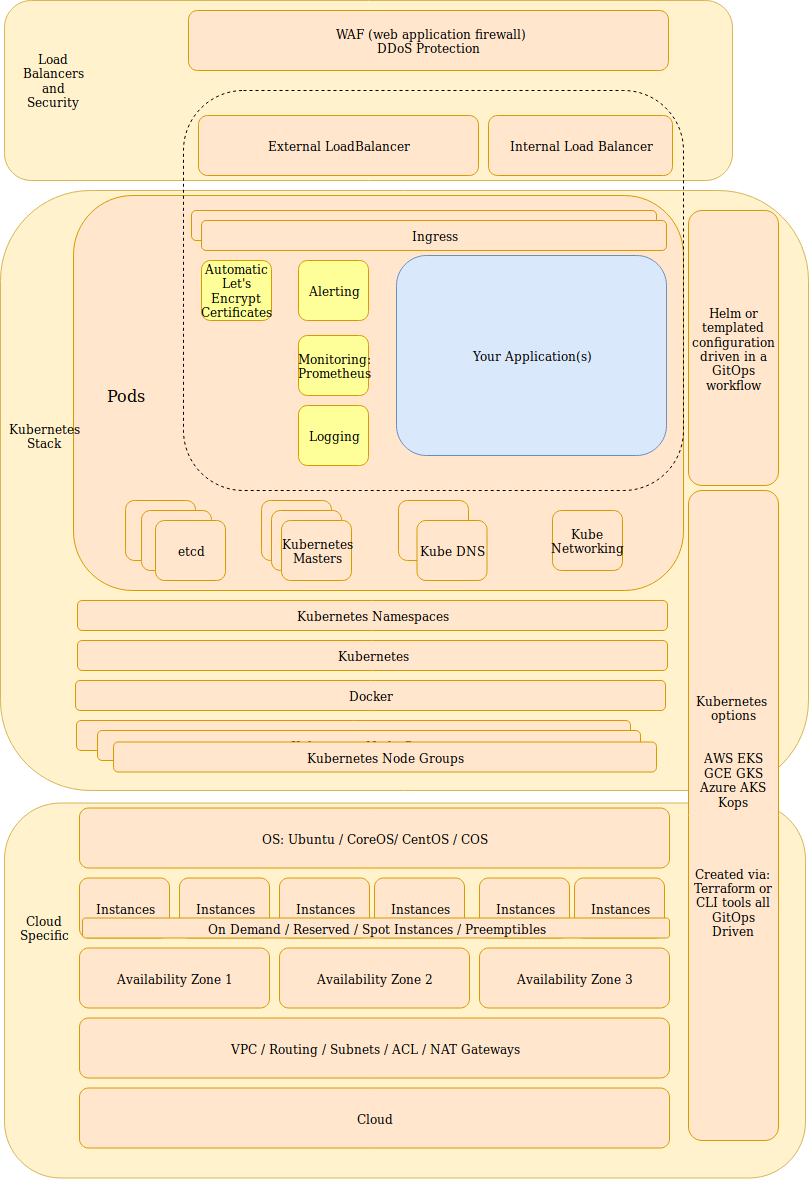 WAF (web application firewall)
DDoS Protection
Load
Balancers
and
Security
External LoadBalancer
Internal Load Balancer
Ingress
Automatic
Let's
Encrypt
Certificates
Alerting
Monitoring:
Prometheus
Logging
Your Application(s)
Pods
Kubernetes
Stack
Helm or
templated
configuration
driven in a
GitOps
workflow
etcd
Kubernetes
Masters
Kube DNS
Kube
Networking
Kubernetes Namespaces
Kubernetes
Docker
Kubernetes Node Groups
Kubernetes
options
AWS EKS
GCE GKS
Azure AKS
Kops
Created via:
Terraform or
CLI tools all
GitOps
Driven
OS: Ubuntu / CoreOS/ CentOS / COS
Instances
Instances
Instances
Instances
Instances
Instances
On Demand / Reserved / Spot Instances / Preemptibles
Cloud
Specific
Availability Zone 1
Availability Zone 2
Availability Zone 3
VPC / Routing / Subnets / ACL / NAT Gateways
Cloud